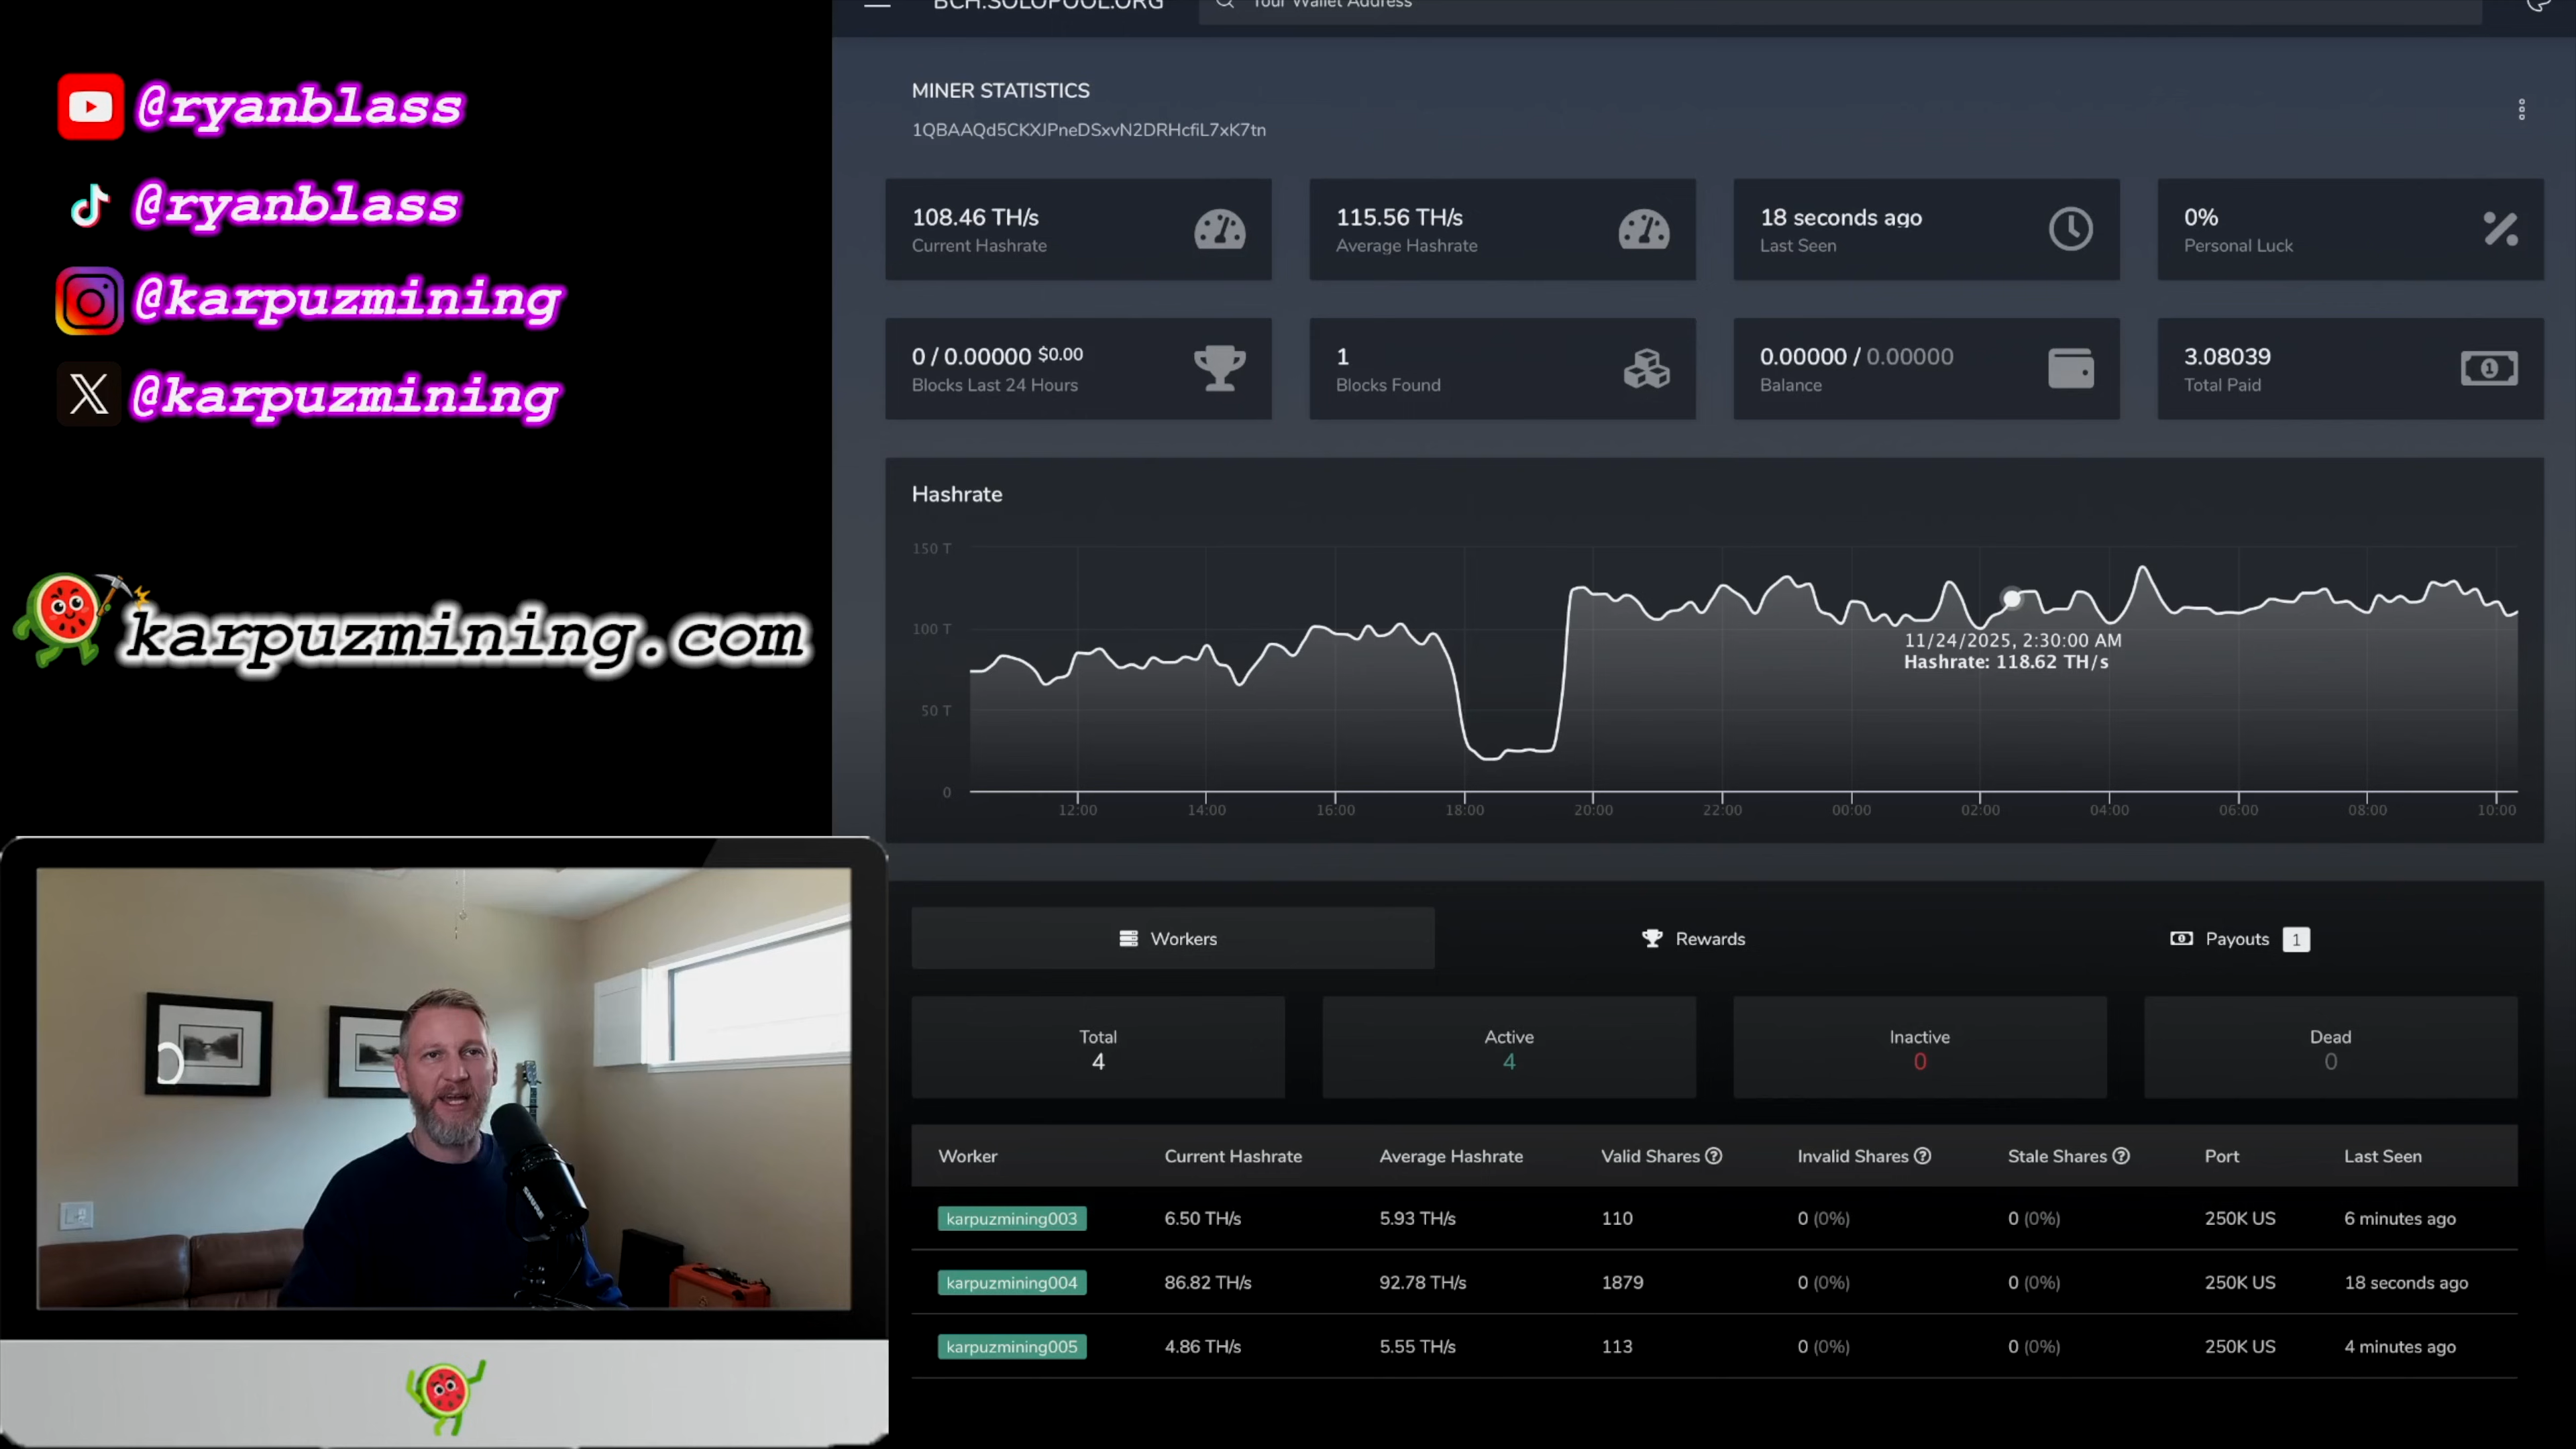 @ryanblass
@ryanblass
@karpuzmining
@karpuzmining
karpuzmining.com
BCH.SOLOPOOL.ORG
Your Wallet Address
MINER STATISTICS
1QBAAQd5CKXJPneDSxvN2DRHcfiL7xK7tn
108.46 TH/s
Current Hashrate
115.56 TH/s
Average Hashrate
18 seconds ago
Last Seen
0%
Personal Luck
0 / 0.00000 $0.00
Blocks Last 24 Hours
1
Blocks Found
0.00000 / 0.00000
Balance
3.08039
Total Paid
Hashrate
150 T
100 T
50 T
0
11/24/2025, 2:30:00 AM
Hashrate: 118.62 TH/s
12:00 14:00 16:00 18:00 20:00 22:00 00:00 02:00 04:00 06:00 08:00 10:00
Workers
Rewards
Payouts 1
Total
4
Active
4
Inactive
0
Dead
0
Worker Current Hashrate Average Hashrate Valid Shares Invalid Shares Stale Shares Port Last Seen
karpuzmining003 6.50 TH/s 5.93 TH/s 110 0 (0%) 0 (0%) 250K US 6 minutes ago
karpuzmining004 86.82 TH/s 92.78 TH/s 1879 0 (0%) 0 (0%) 250K US 18 seconds ago
karpuzmining005 4.86 TH/s 5.55 TH/s 113 0 (0%) 0 (0%) 250K US 4 minutes ago
SHURE